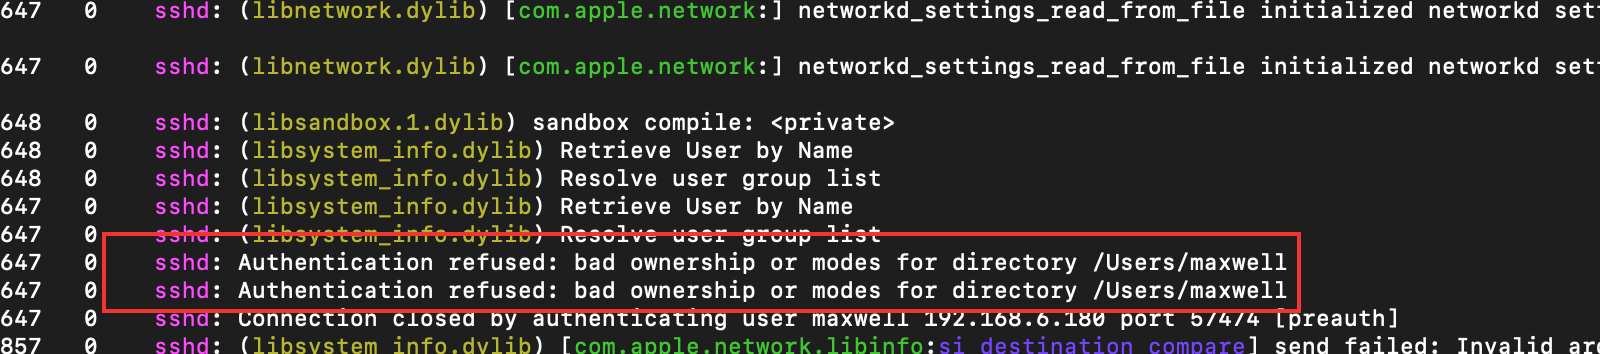 647 0 sshd: (libnetwork.dylib) [com.apple.network:] networkd_settings_read_from_file initialized networkd
647 0 sshd: (libnetwork.dylib) [com.apple.network:] networkd_settings_read_from_file initialized networkd
648 0 sshd: (libsandbox.1.dylib) sandbox compile: <private>
648 0 sshd: (libsystem_info.dylib) Retrieve User by Name
648 0 sshd: (libsystem_info.dylib) Resolve user group list
647 0 sshd: (libsystem_info.dylib) Retrieve User by Name
647 0 sshd: (libsystem_info.dylib) Resolve user group list
647 0 sshd: Authentication refused: bad ownership or modes for directory /Users/maxwell
647 0 sshd: Authentication refused: bad ownership or modes for directory /Users/maxwell
647 0 sshd: Connection closed by authenticating user maxwell 192.168.6.180 port 57474 [preauth]
857 0 sshd: (libsystem_info.dylib) [com.apple.network.libinfo:si_destination_compare] send failed: Invalid